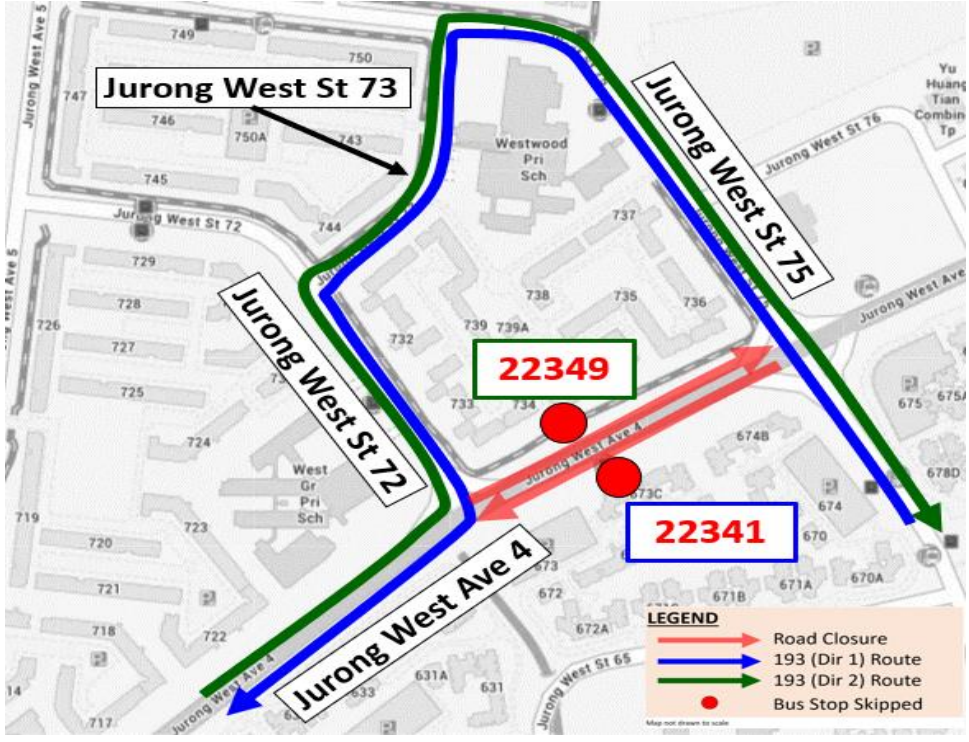 749
750
747
Jurong West St 73
746
750A
743
745
744
Jurong West St 72
Westwood
Pri
Sch
Jurong West St 75
Yu
Huang
Tian
Combin
Tp
Jurong West St 76
Jurong West Ave 5
729
728
727
726
725
724
Jurong West St 72
737
738
735
736
739
739A
732
733
734
22349
Jurong West Ave 4
Jurong West Ave
675
675A
678D
674B
674
673C
22341
670
West
Gr
Pri
Sch
719
720
721
722
723
718
717
673
672
672A
671B
671A
670A
Jurong West Ave 4
Jurong West Ave 4
631A
631
633
Jurong West St 65
LEGEND
Road Closure
193 (Dir 1) Route
193 (Dir 2) Route
Bus Stop Skipped
Map not drawn to scale